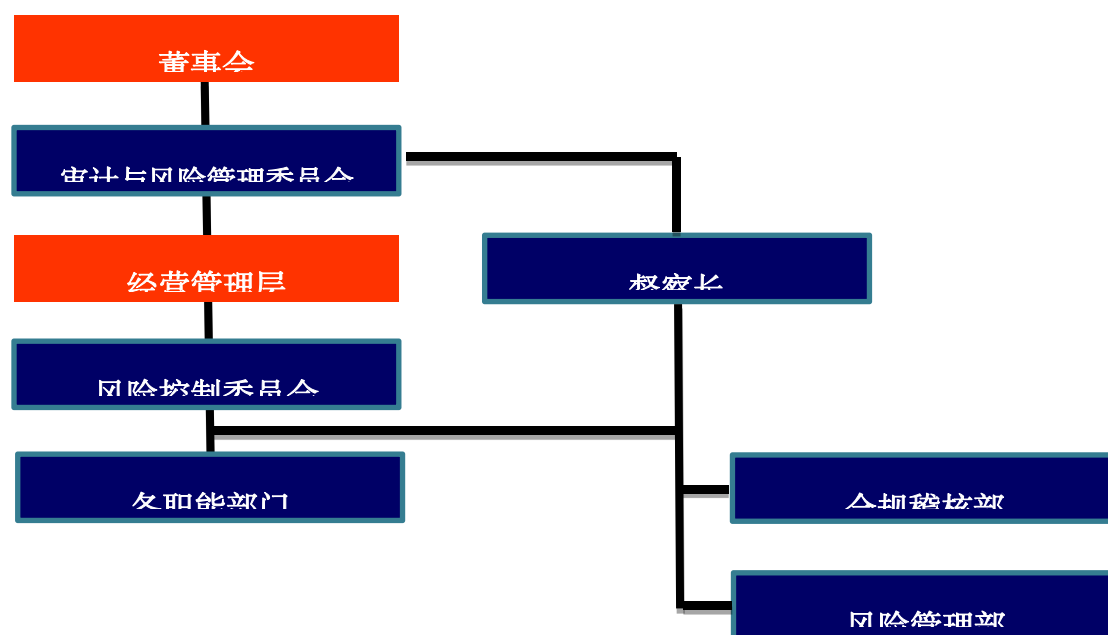 董事会
审计与风险管理委员会
经营管理层
督察长
风险控制委员会
各职能部门
合规稽核部
风险管理部